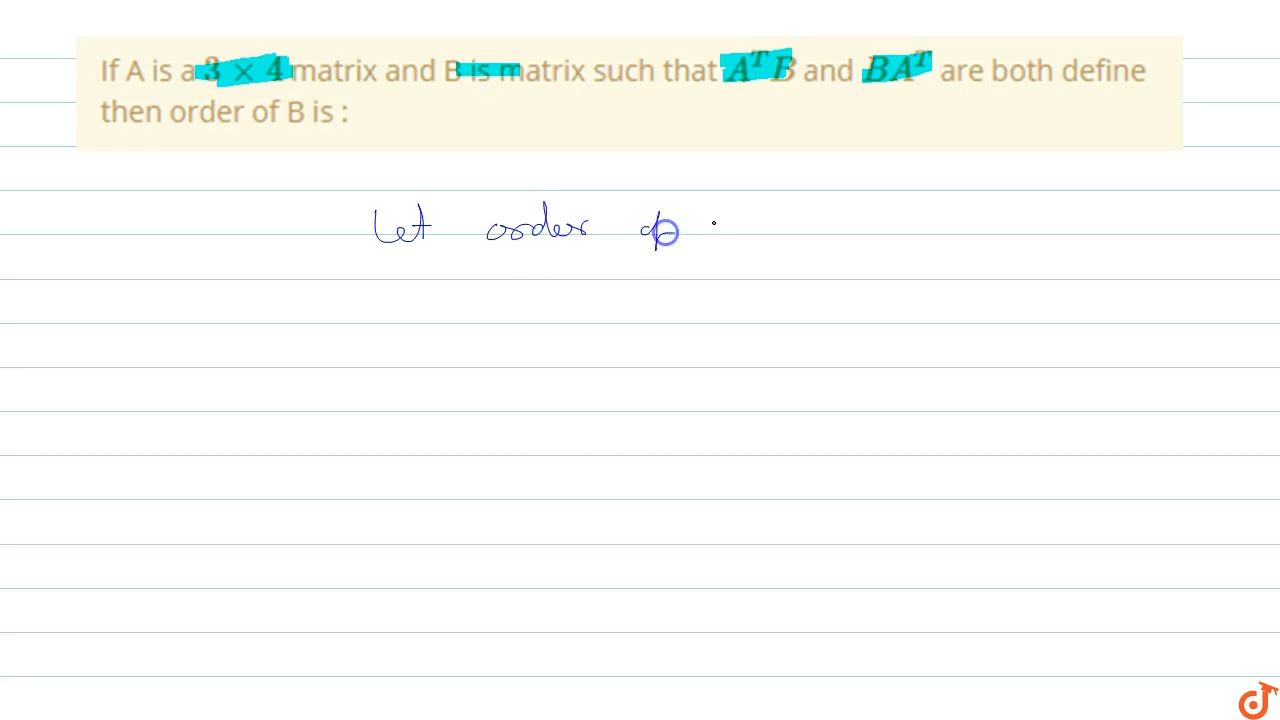 If A is a 3 × 4 matrix and B is matrix such that A^T B and BA^T are both define
then order of B is :
Let order of